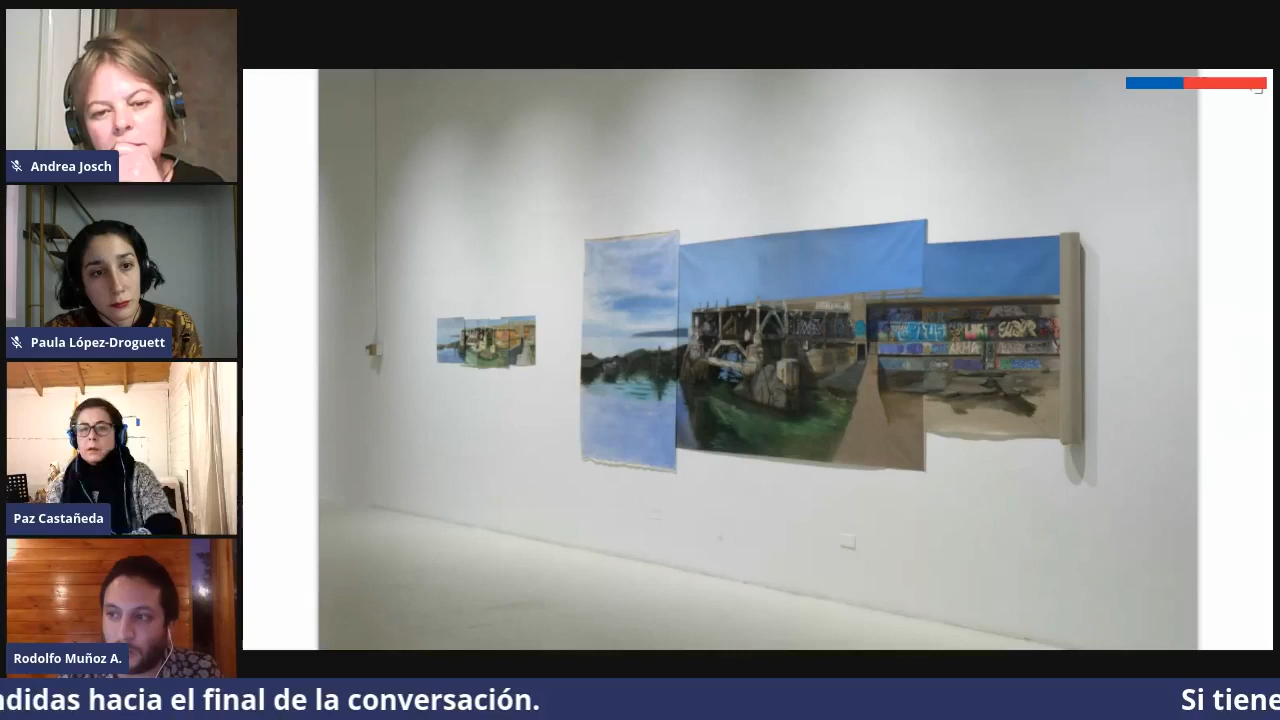 Andrea Josch
Paula López-Droguett
Paz Castañeda
Rodolfo Muñoz A.
ndidas hacia el final de la conversación.
Si tiene